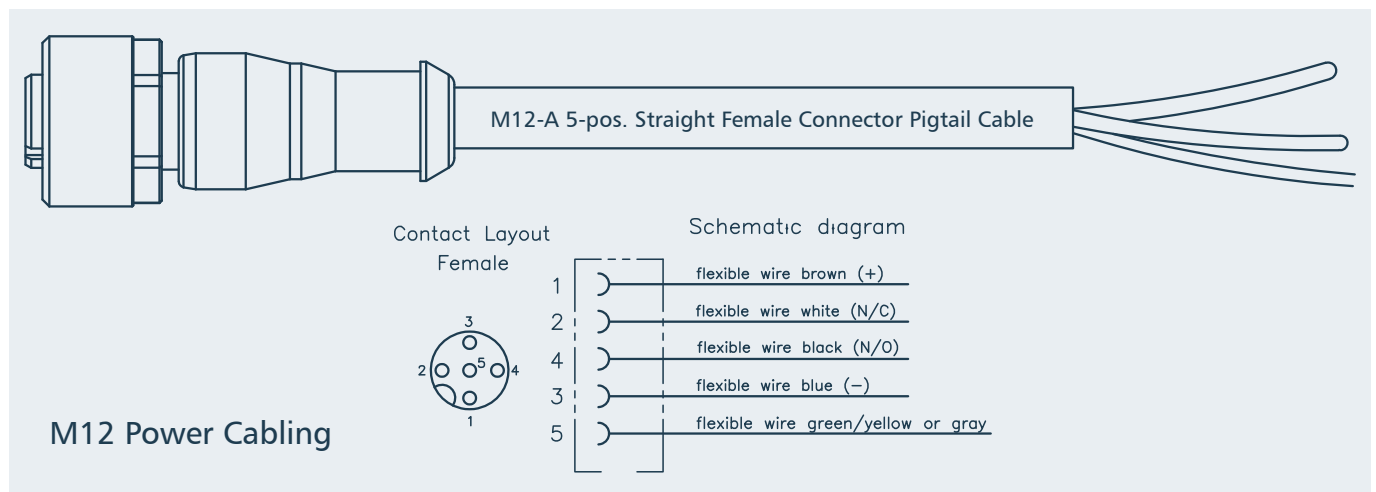 M12-A 5-pos. Straight Female Connector Pigtail Cable
Contact Layout
Female
Schematic diagram
1 flexible wire brown (+)
2 flexible wire white (N/C)
4 flexible wire black (N/O)
3 flexible wire blue (−)
5 flexible wire green/yellow or gray
3
2 5 4
1
M12 Power Cabling